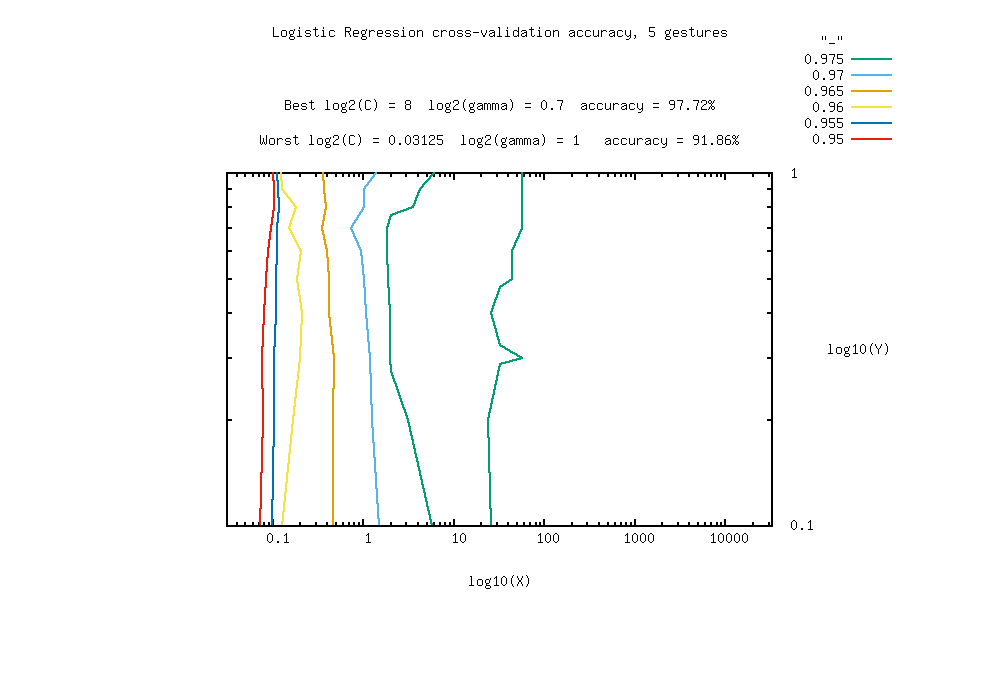 Logistic Regression cross-validation accuracy, 5 gestures
"_"
0.975
0.97
0.965
0.96
0.955
0.95
Best log2(C) = 8  log2(gamma) = 0.7  accuracy = 97.72%
Worst log2(C) = 0.03125  log2(gamma) = 1   accuracy = 91.86%
1
log10(Y)
0.1
0.1 1 10 100 1000 10000
log10(X)